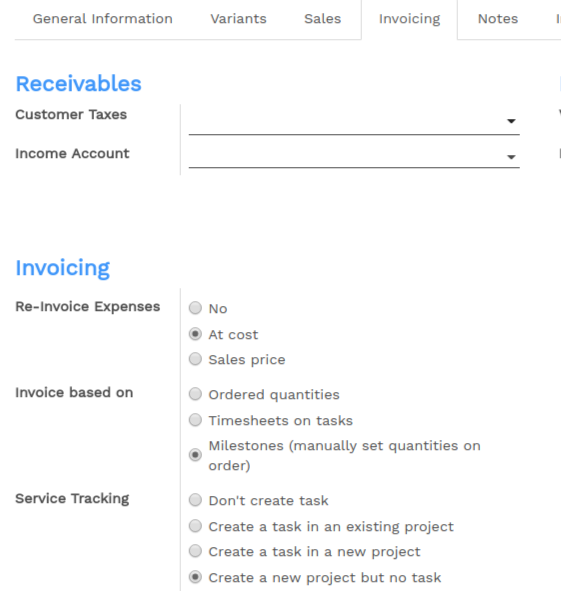 General Information Variants Sales Invoicing Notes
Receivables
Customer Taxes
Income Account
Invoicing
Re-Invoice Expenses
No
At cost
Sales price
Invoice based on
Ordered quantities
Timesheets on tasks
Milestones (manually set quantities on
order)
Service Tracking
Don't create task
Create a task in an existing project
Create a task in a new project
Create a new project but no task